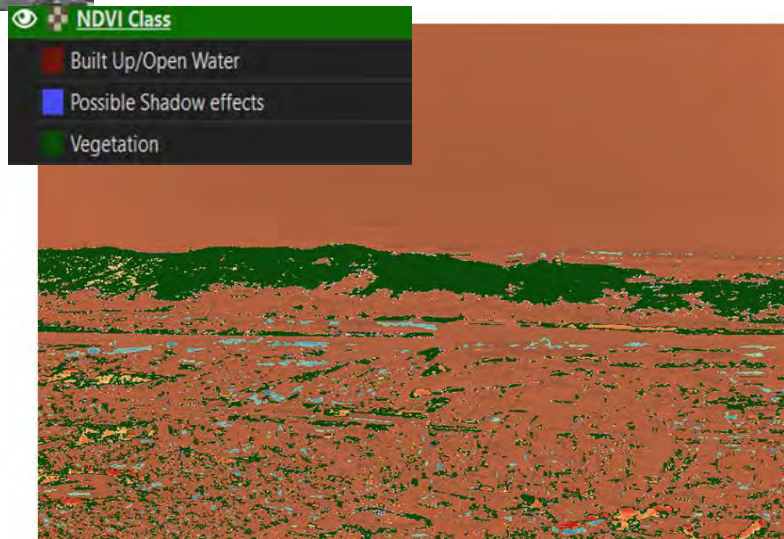 NDVI Class
Built Up/Open Water
Possible Shadow effects
Vegetation